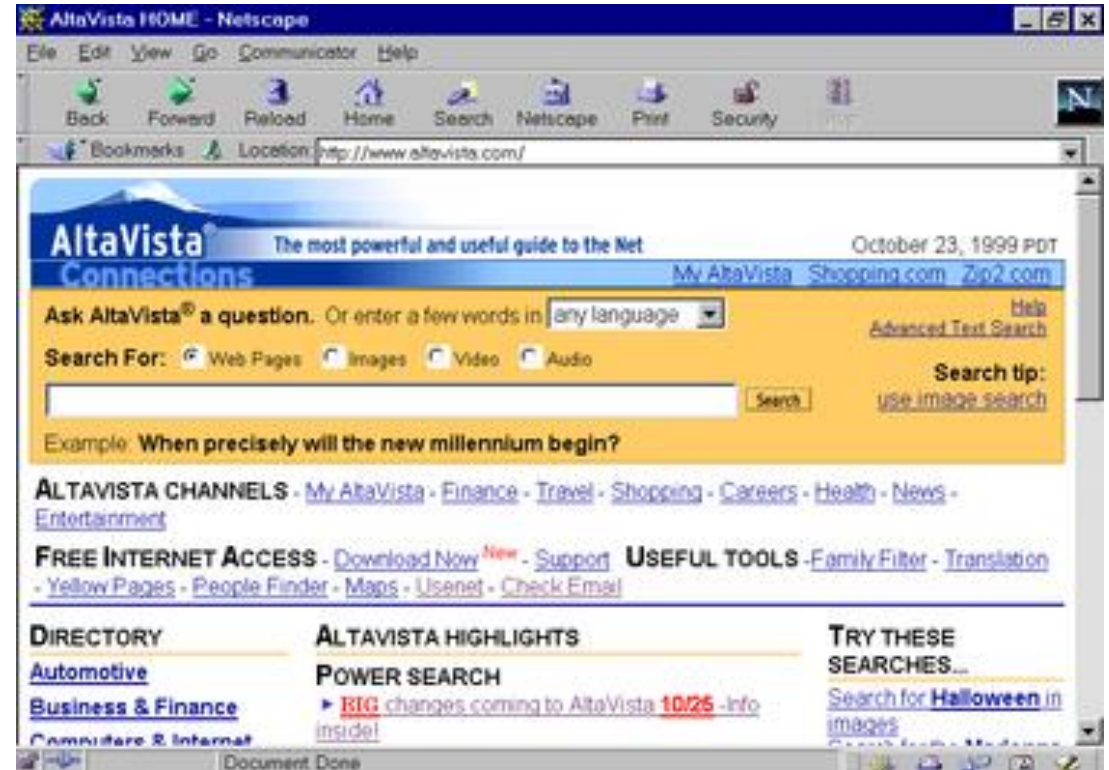 AltaVista HOME - Netscape
File Edit View Go Communicator Help
Back Forward Reload Home Search Netscape Print Security
Bookmarks Location: http://www.altavista.com/
AltaVista®
The most powerful and useful guide to the Net
October 23, 1999 PDT
Connections
My AltaVista Shopping.com Zip2.com
Ask AltaVista® a question. Or enter a few words in any language
Help
Advanced Text Search
Search For: Web Pages Images Video Audio
Search tip:
use image search
Search
Example: When precisely will the new millennium begin?
ALTAVISTA CHANNELS - My AltaVista - Finance - Travel - Shopping - Careers - Health - News -
Entertainment
FREE INTERNET ACCESS - Download Now New - Support USEFUL TOOLS -Family Filter - Translation
- Yellow Pages - People Finder - Maps - Usenet - Check Email
DIRECTORY
Automotive
Business & Finance
Computers & Internet
ALTAVISTA HIGHLIGHTS
POWER SEARCH
BIG changes coming to AltaVista 10/25 -Info
inside!
TRY THESE
SEARCHES...
Search for Halloween in
images
Document Done